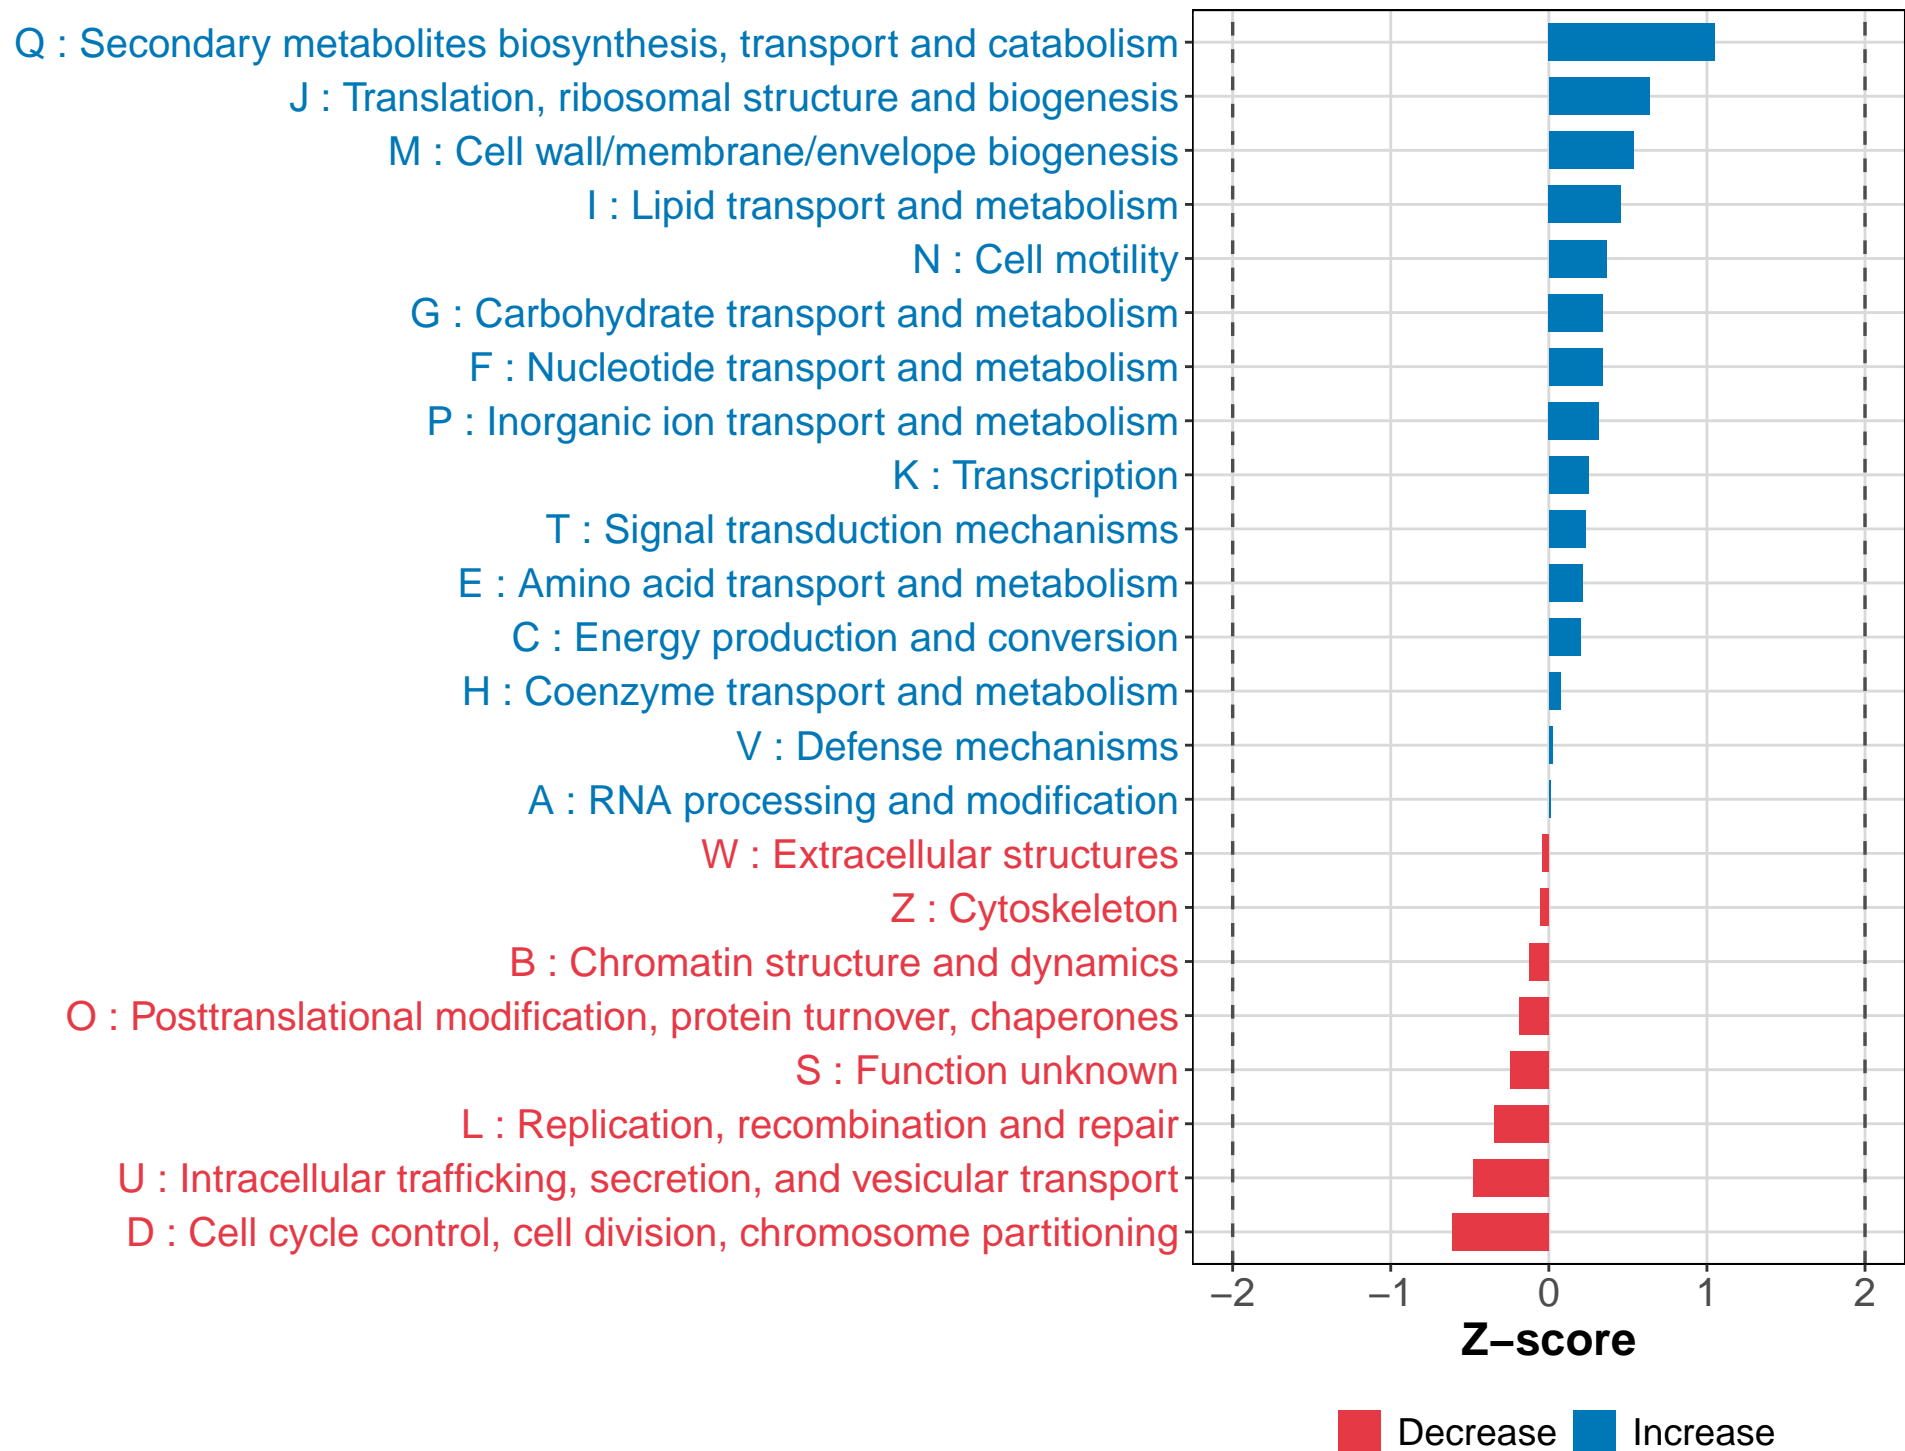 Q : Secondary metabolites biosynthesis, transport and catabolism
J : Translation, ribosomal structure and biogenesis
M : Cell wall/membrane/envelope biogenesis
I : Lipid transport and metabolism
N : Cell motility
G : Carbohydrate transport and metabolism
F : Nucleotide transport and metabolism
P : Inorganic ion transport and metabolism
K : Transcription
T : Signal transduction mechanisms
E : Amino acid transport and metabolism
C : Energy production and conversion
H : Coenzyme transport and metabolism
V : Defense mechanisms
A : RNA processing and modification
W : Extracellular structures
Z : Cytoskeleton
B : Chromatin structure and dynamics
O : Posttranslational modification, protein turnover, chaperones
S : Function unknown
L : Replication, recombination and repair
U : Intracellular trafficking, secretion, and vesicular transport
D : Cell cycle control, cell division, chromosome partitioning
−2 −1 0 1 2
Z−score
Decrease Increase